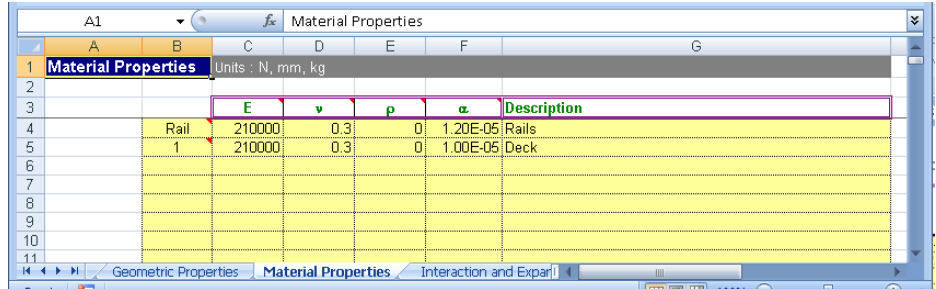 A1 fx Material Properties
A B C D E F G
1 Material Properties Units : N, mm, kg
2
3 E ν ρ α Description
4 Rail 210000 0.3 0 1.20E-05 Rails
5 1 210000 0.3 0 1.00E-05 Deck
6
7
8
9
10
11
Geometric Properties Material Properties Interaction and Expan